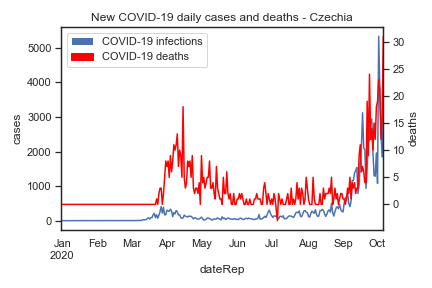 New COVID-19 daily cases and deaths - Czechia
COVID-19 infections
COVID-19 deaths
5000
4000
3000
2000
1000
0
cases
30
25
20
15
10
5
0
deaths
Jan Feb Mar Apr May Jun Jul Aug Sep Oct
2020
dateRep